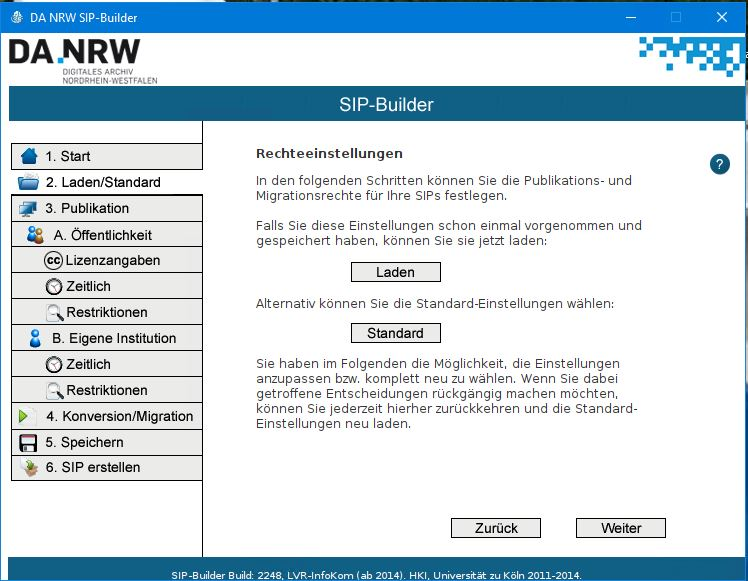 DA NRW SIP-Builder
DA.NRW
DIGITALES ARCHIV
NORDRHEIN-WESTFALEN
SIP-Builder
1. Start
2. Laden/Standard
3. Publikation
A. Öffentlichkeit
cc Lizenzangaben
Zeitlich
Restriktionen
B. Eigene Institution
Zeitlich
Restriktionen
4. Konversion/Migration
5. Speichern
6. SIP erstellen
Rechteeinstellungen
?
In den folgenden Schritten können Sie die Publikations- und
Migrationsrechte für Ihre SIPs festlegen.
Falls Sie diese Einstellungen schon einmal vorgenommen und
gespeichert haben, können Sie sie jetzt laden:
Laden
Alternativ können Sie die Standard-Einstellungen wählen:
Standard
Sie haben im Folgenden die Möglichkeit, die Einstellungen
anzupassen bzw. komplett neu zu wählen. Wenn Sie dabei
getroffene Entscheidungen rückgängig machen möchten,
können Sie jederzeit hierher zurückkehren und die Standard-
Einstellungen neu laden.
Zurück
Weiter
SIP-Builder Build: 2248, LVR-InfoKom (ab 2014). HKI, Universität zu Köln 2011-2014.